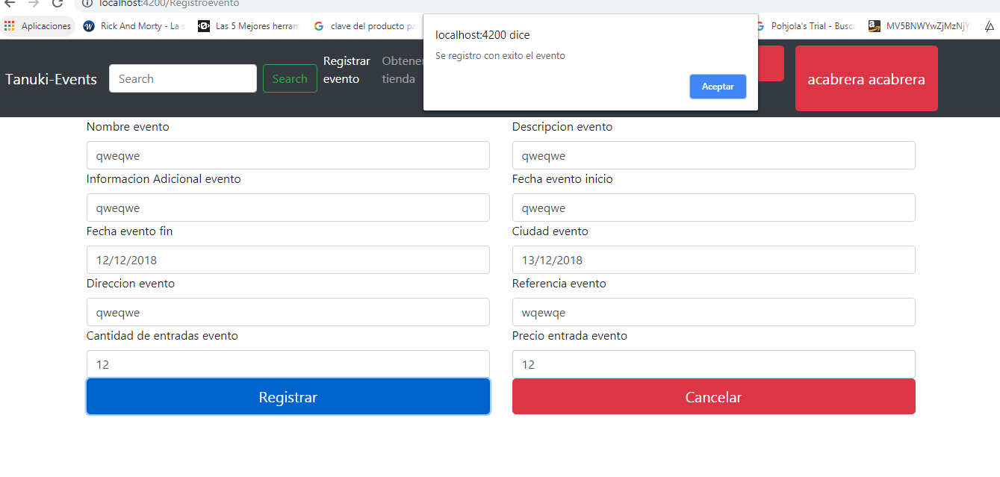 localhost:4200/Registroevento
Aplicaciones
Rick And Morty - La s
Las 5 Mejores herram
clave del producto pa
Pohjola's Trial - Busca
MV5BNWYwZjMzNjY
localhost:4200 dice
Se registro con exito el evento
Aceptar
Tanuki-Events
Search
Search
Registrar
evento
Obtener
tienda
acabrera acabrera
Nombre evento
Descripcion evento
qweqwe
qweqwe
Informacion Adicional evento
Fecha evento inicio
qweqwe
qweqwe
Fecha evento fin
Ciudad evento
12/12/2018
13/12/2018
Direccion evento
Referencia evento
qweqwe
wqewqe
Cantidad de entradas evento
Precio entrada evento
12
12
Registrar
Cancelar